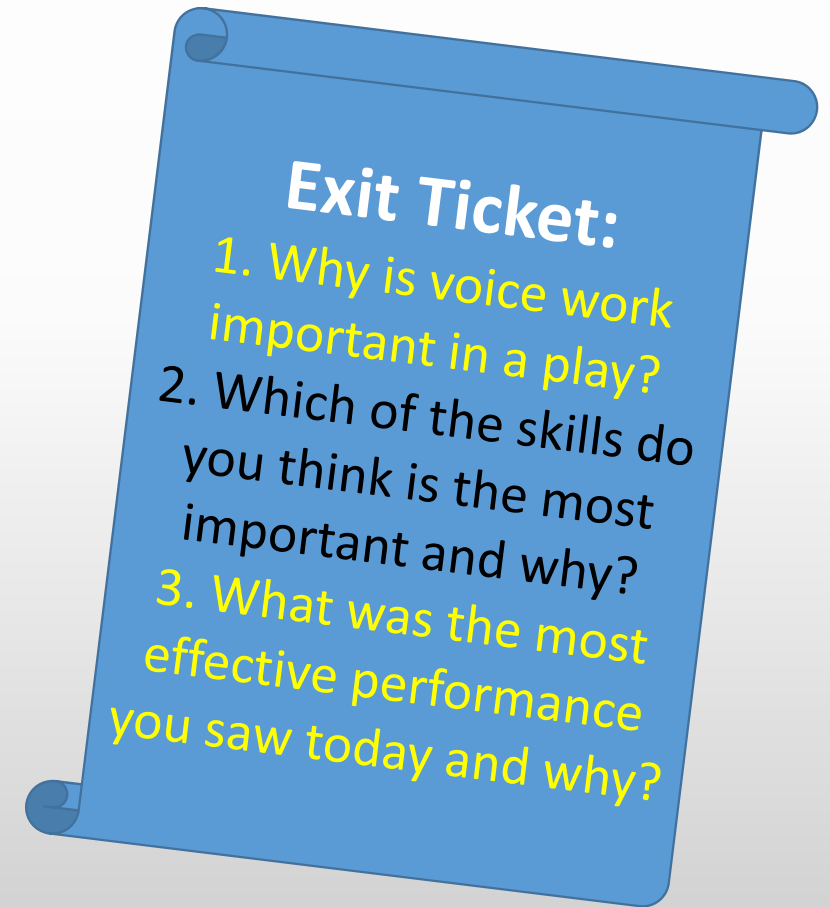 Exit Ticket:
1. Why is voice work
important in a play?
2. Which of the skills do
you think is the most
important and why?
3. What was the most
effective performance
you saw today and why?